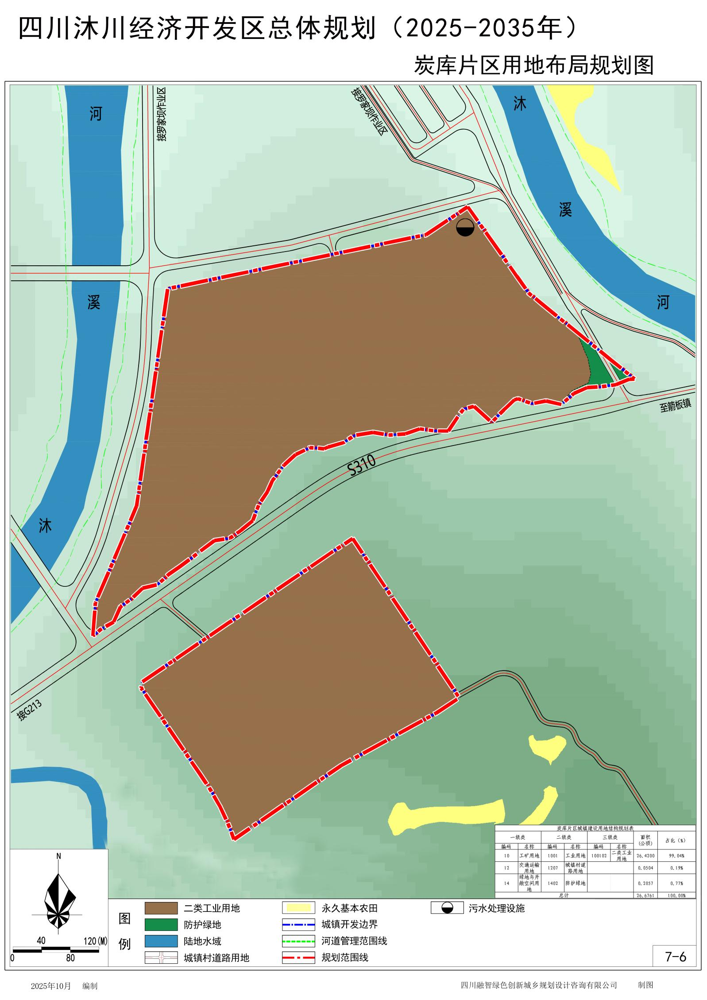 四川沐川经济开发区总体规划（2025-2035年）
炭库片区用地布局规划图
河
接罗家坝作业区
接罗家坝作业区
沐
溪
溪
河
至箭板镇
S310
沐
接G213
炭库片区城镇建设用地结构规划表
一级类 二级类 三级类 面积(公顷) 占比（%）
编码 名称 编码 名称 编码 名称
10 工矿用地 1001 工业用地 100102 二类工业用地 26.4200 99.04%
12 交通运输用地 1207 城镇村道路用地 0.0504 0.19%
14 绿地与开敞空间用地 1402 防护绿地 0.2057 0.77%
总计 26.6761 100.00%
N
40 120(M)
0 80
图例
二类工业用地
防护绿地
陆地水域
城镇村道路用地
永久基本农田
城镇开发边界
河道管理范围线
规划范围线
污水处理设施
7-6
2025年10月 编制
四川融智绿色创新城乡规划设计咨询有限公司 制图